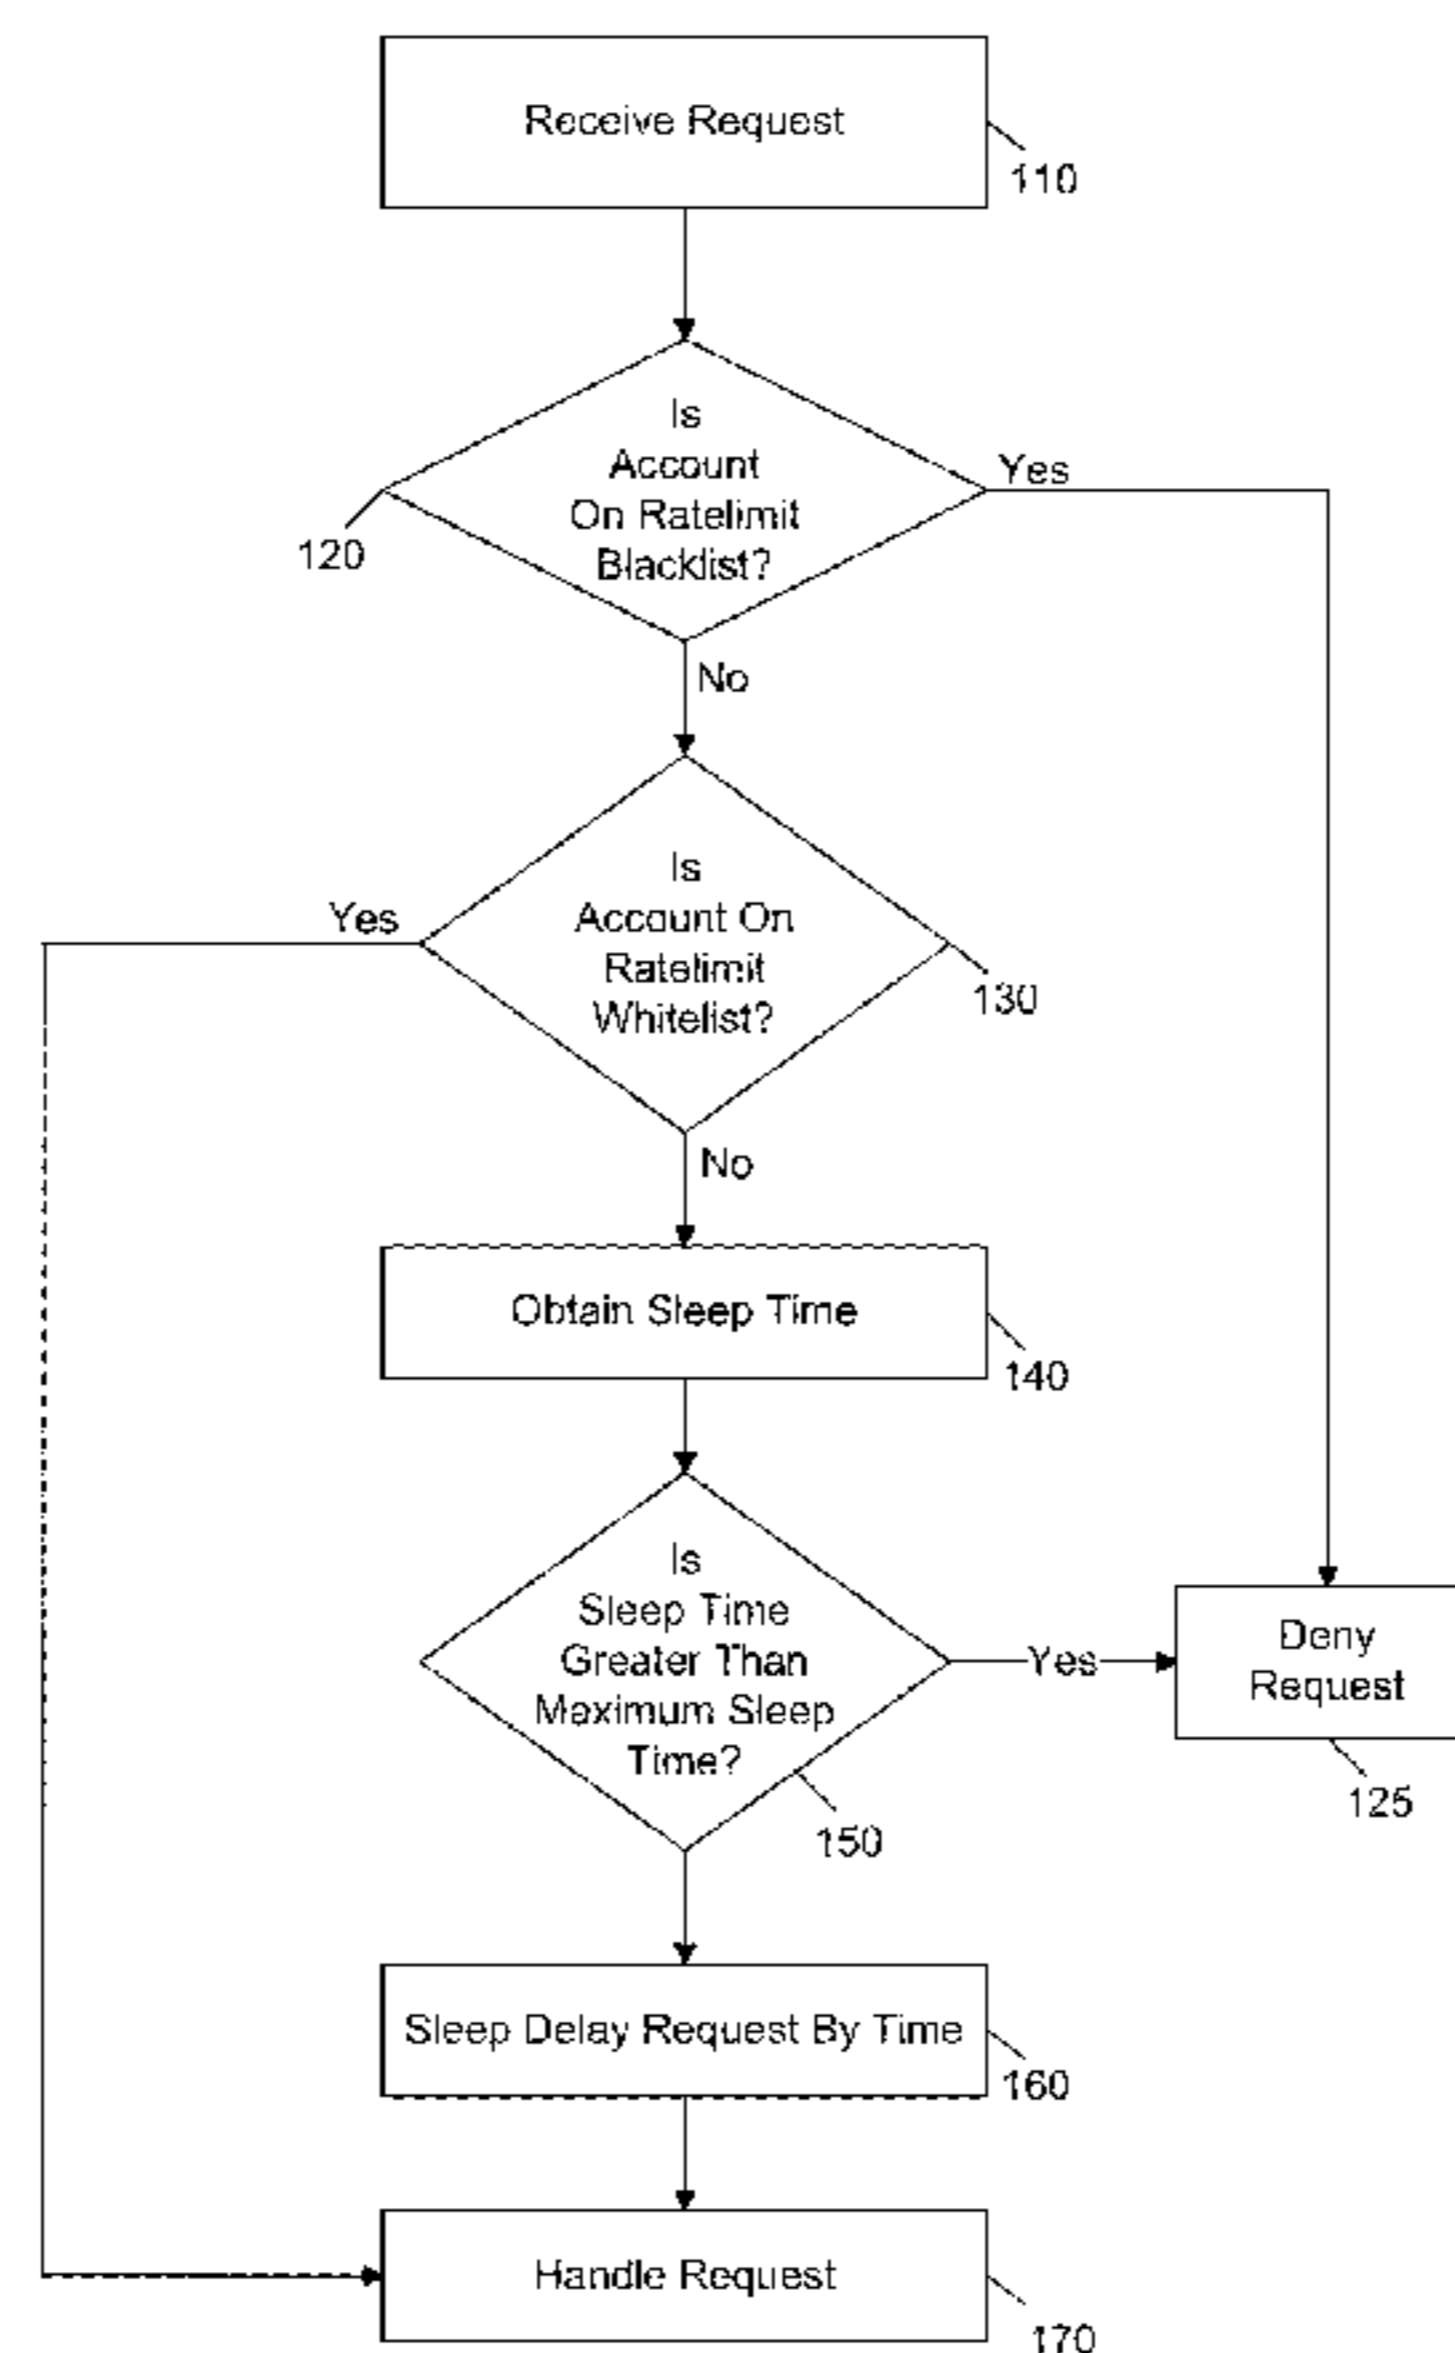 Receive Request
110
Is
Account
On Ratelimit
Blacklist?
Yes
120
No
Is
Account On
Ratelimit
Whitelist?
Yes
130
No
Obtain Sleep Time
140
Is
Sleep Time
Greater Than
Maximum Sleep
Time?
Yes
Deny
Request
125
150
Sleep Delay Request By Time
160
Handle Request
170